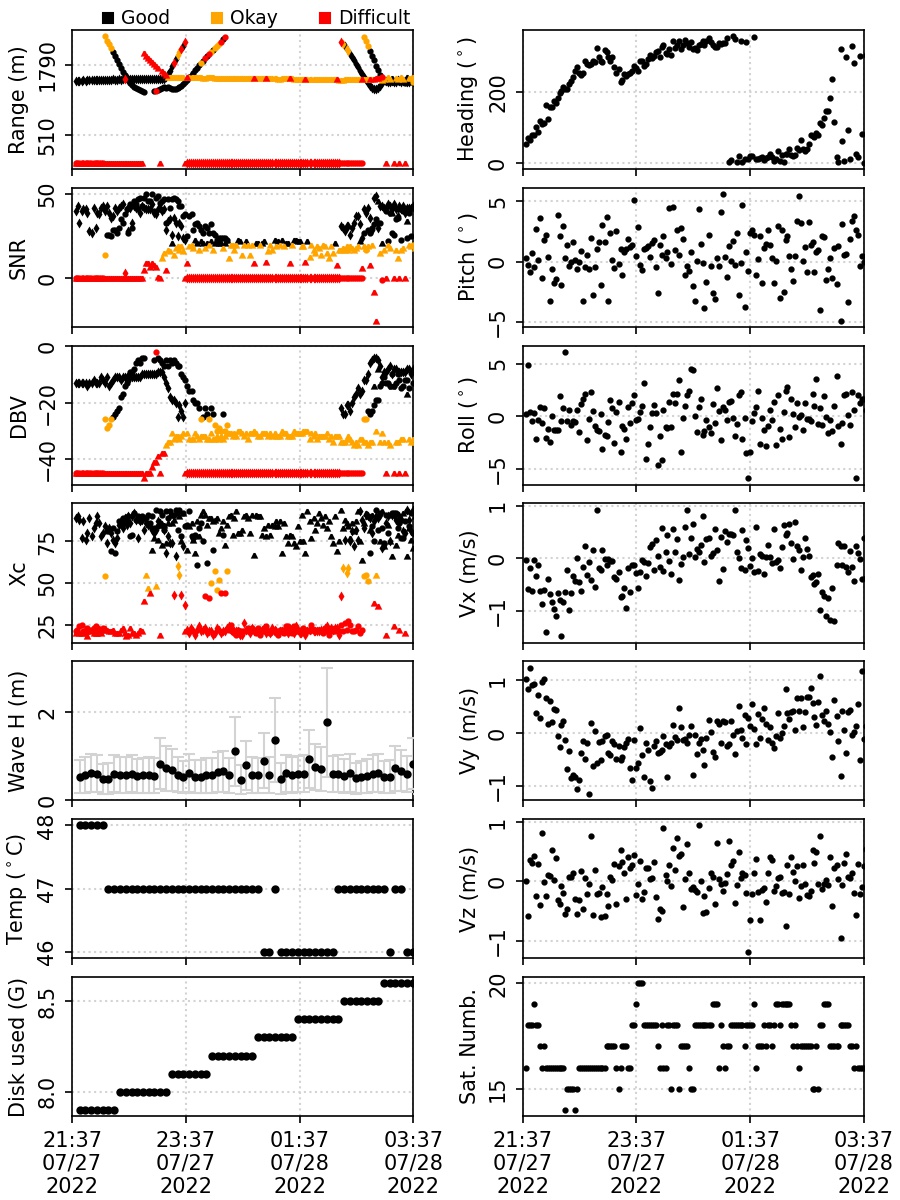 Good Okay Difficult
Range (m)
1790
510
Heading (°)
200
0
SNR
50
0
Pitch (°)
5
0
−5
DBV
0
−20
−40
Roll (°)
5
0
−5
Xc
75
50
25
Vx (m/s)
1
0
−1
Wave H (m)
2
0
Vy (m/s)
1
0
−1
Temp (°C)
48
47
46
Vz (m/s)
1
0
−1
Disk used (G)
8.5
8.0
Sat. Numb.
20
15
21:37 23:37 01:37 03:37 21:37 23:37 01:37 03:37
07/27 07/27 07/28 07/28 07/27 07/27 07/28 07/28
2022 2022 2022 2022 2022 2022 2022 2022